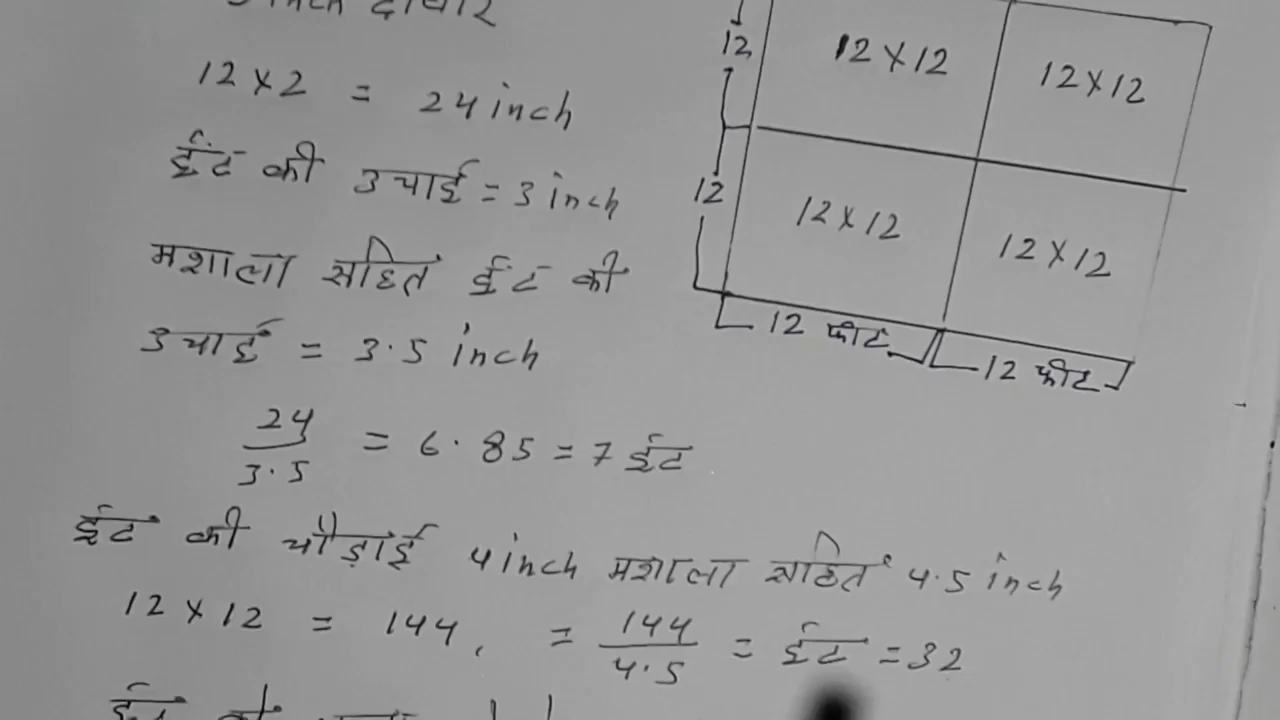 inch दीवार
12 x 2 = 24 inch
ईंट की उचाई = 3 inch
मशाला सहित ईंट की
उचाई = 3.5 inch
24/3.5 = 6.85 = 7 ईंट
ईंट की चौड़ाई 4 inch मशाला सहित 4.5 inch
12 x 12 = 144, = 144/4.5 = ईंट = 32
ईंट
12
12 x 12
12 x 12
12
12 x 12
12 x 12
12 फीट
12 फीट